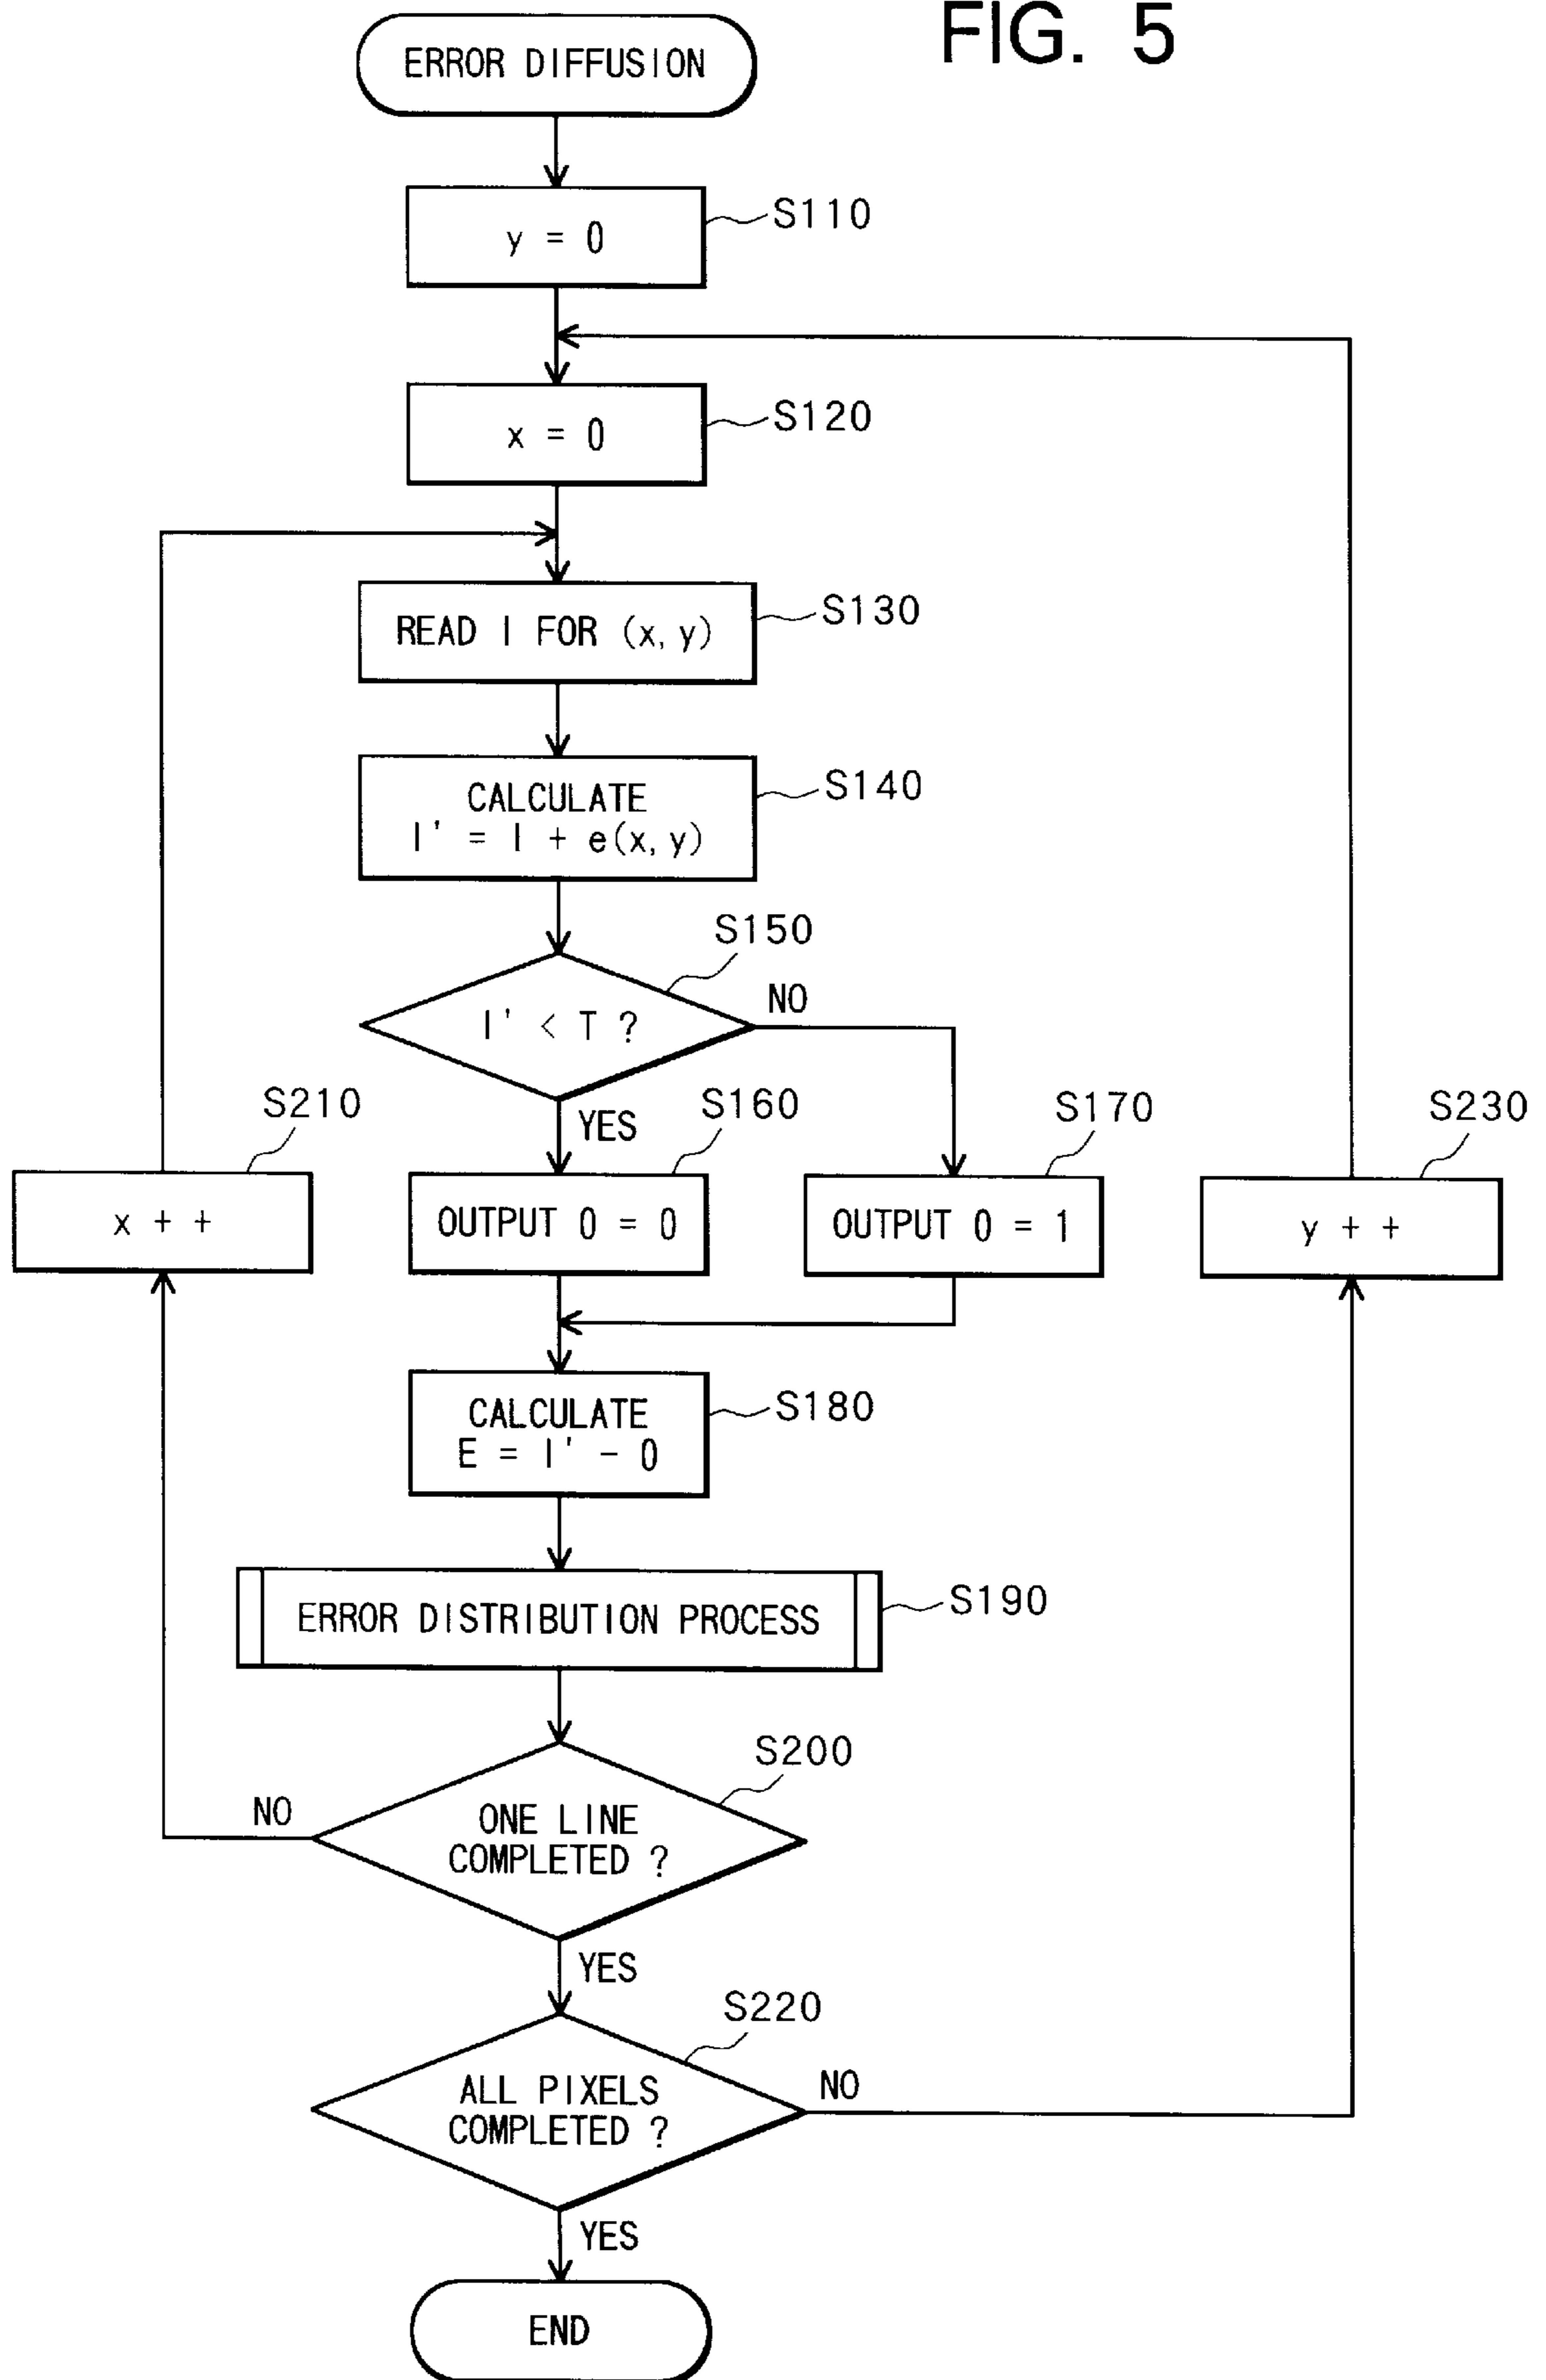 FIG. 5
ERROR DIFFUSION
S110
y = 0
S120
x = 0
S130
READ I FOR (x, y)
S140
CALCULATE
I' = I + e(x, y)
S150
I' < T ?
NO
YES
S210
S160
S170
S230
x + +
OUTPUT O = 0
OUTPUT O = 1
y + +
S180
CALCULATE
E = I' - O
S190
ERROR DISTRIBUTION PROCESS
S200
ONE LINE
COMPLETED ?
NO
YES
S220
ALL PIXELS
COMPLETED ?
NO
YES
END